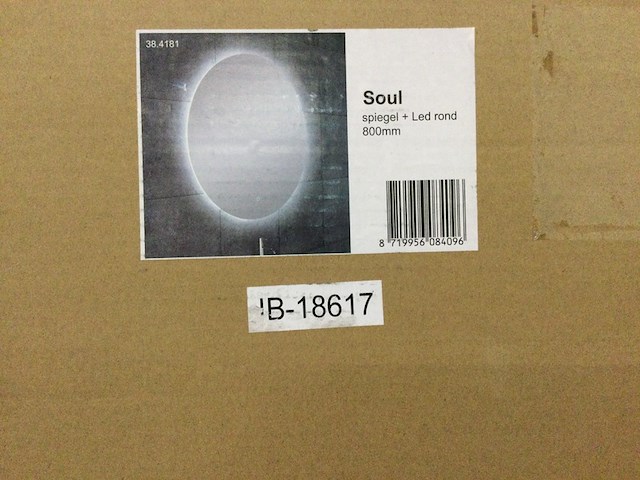 38.4181
Soul
spiegel + Led rond
800mm
8 719956 084096
B-18617